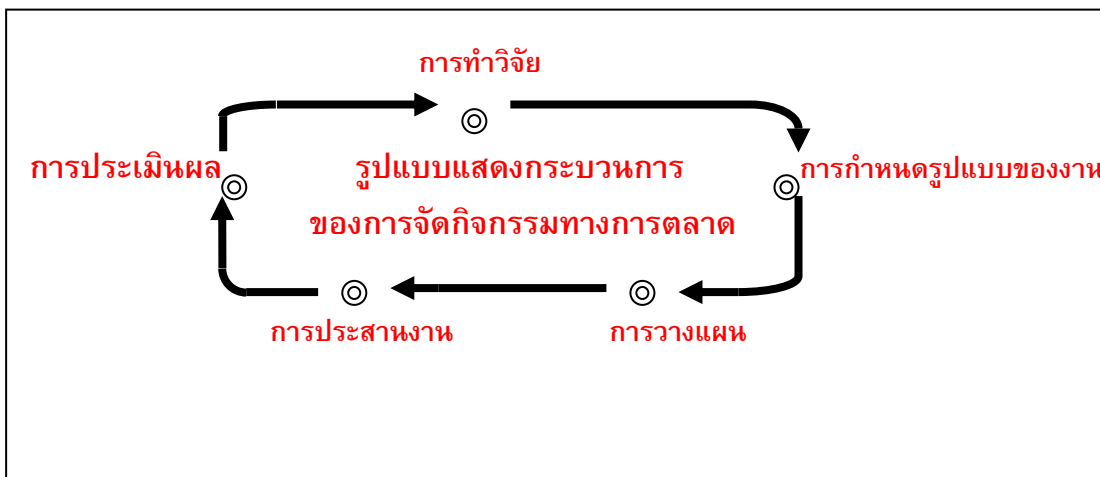 การทำวิจัย
การประเมินผล
รูปแบบแสดงกระบวนการ
ของการจัดกิจกรรมทางการตลาด
การกำหนดรูปแบบของงาน
การประสานงาน
การวางแผน